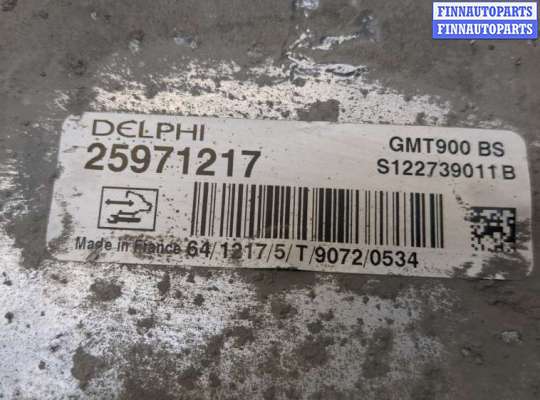 FINNAUTOPARTS
FINNAUTOPARTS
DELPHI
25971217
GMT900 BS
S122739011B
Made in France 64/1217/5/T/9072/0534